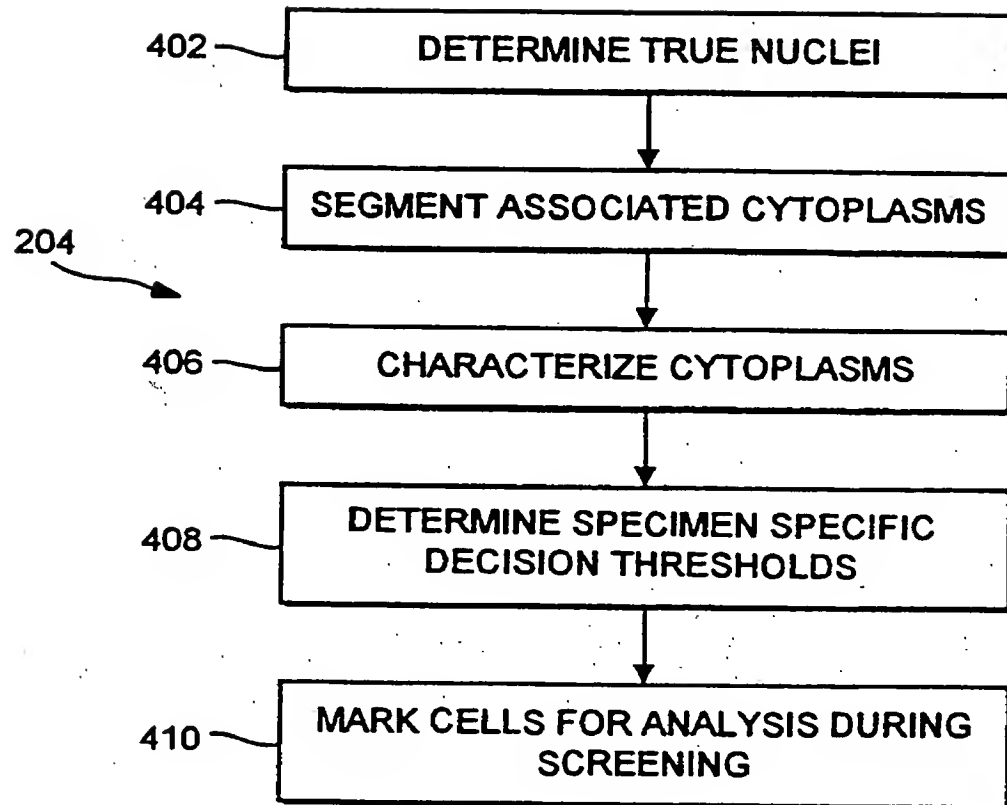 402 DETERMINE TRUE NUCLEI
404 SEGMENT ASSOCIATED CYTOPLASMS
204
406 CHARACTERIZE CYTOPLASMS
408 DETERMINE SPECIMEN SPECIFIC
DECISION THRESHOLDS
410 MARK CELLS FOR ANALYSIS DURING
SCREENING